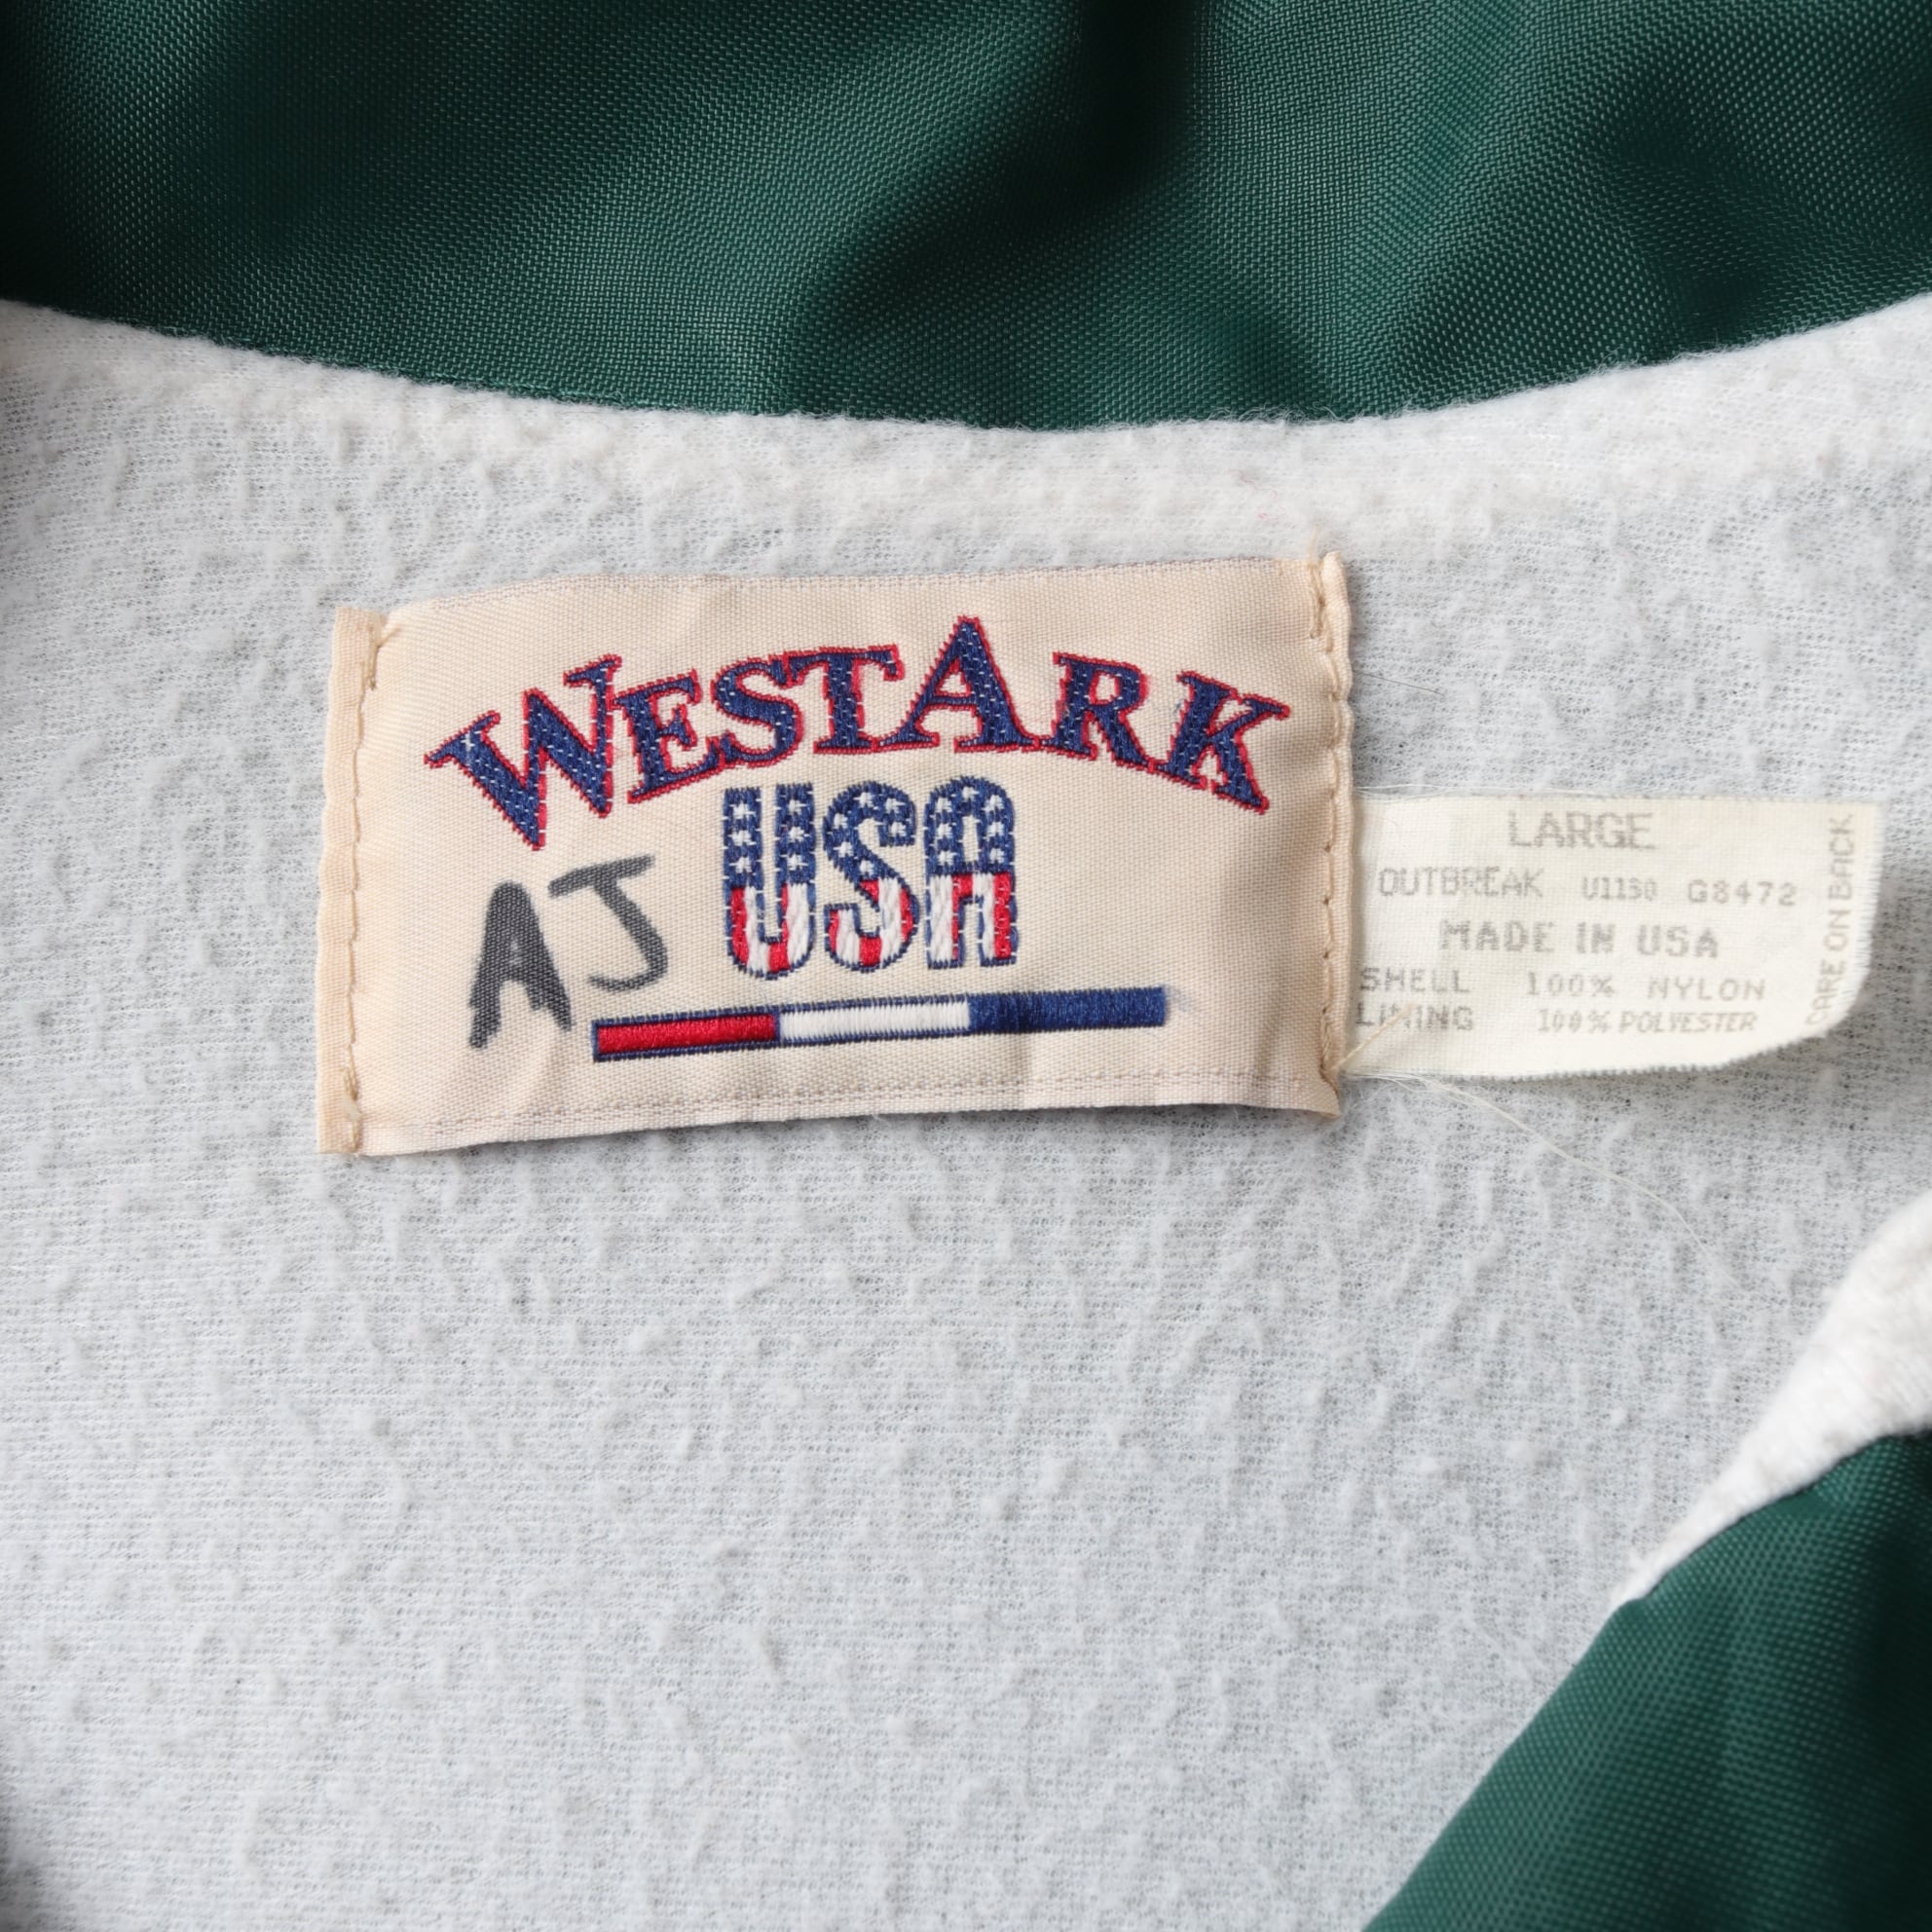 WESTARK
USA
AJ
LARGE
OUTBREAK U1130 G8472
MADE IN USA
SHELL 100% NYLON
LINING 100% POLYESTER
CARE ON BACK